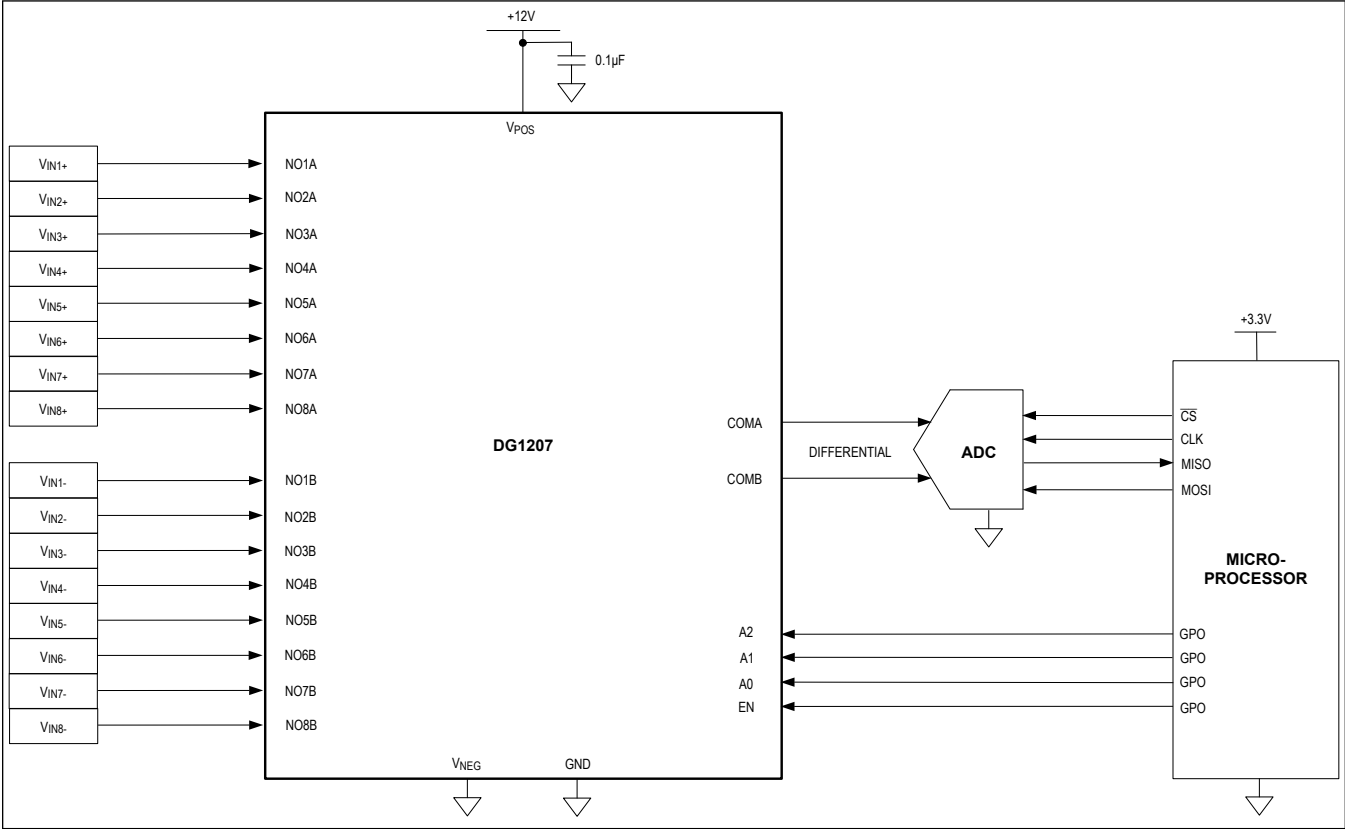 +12V
0.1µF
VPOS
VIN1+
VIN2+
VIN3+
VIN4+
VIN5+
VIN6+
VIN7+
VIN8+
NO1A
NO2A
NO3A
NO4A
NO5A
NO6A
NO7A
NO8A
VIN1-
VIN2-
VIN3-
VIN4-
VIN5-
VIN6-
VIN7-
VIN8-
NO1B
NO2B
NO3B
NO4B
NO5B
NO6B
NO7B
NO8B
DG1207
VNEG
GND
COMA
COMB
A2
A1
A0
EN
DIFFERENTIAL
ADC
+3.3V
CS
CLK
MISO
MOSI
MICRO-
PROCESSOR
GPO
GPO
GPO
GPO